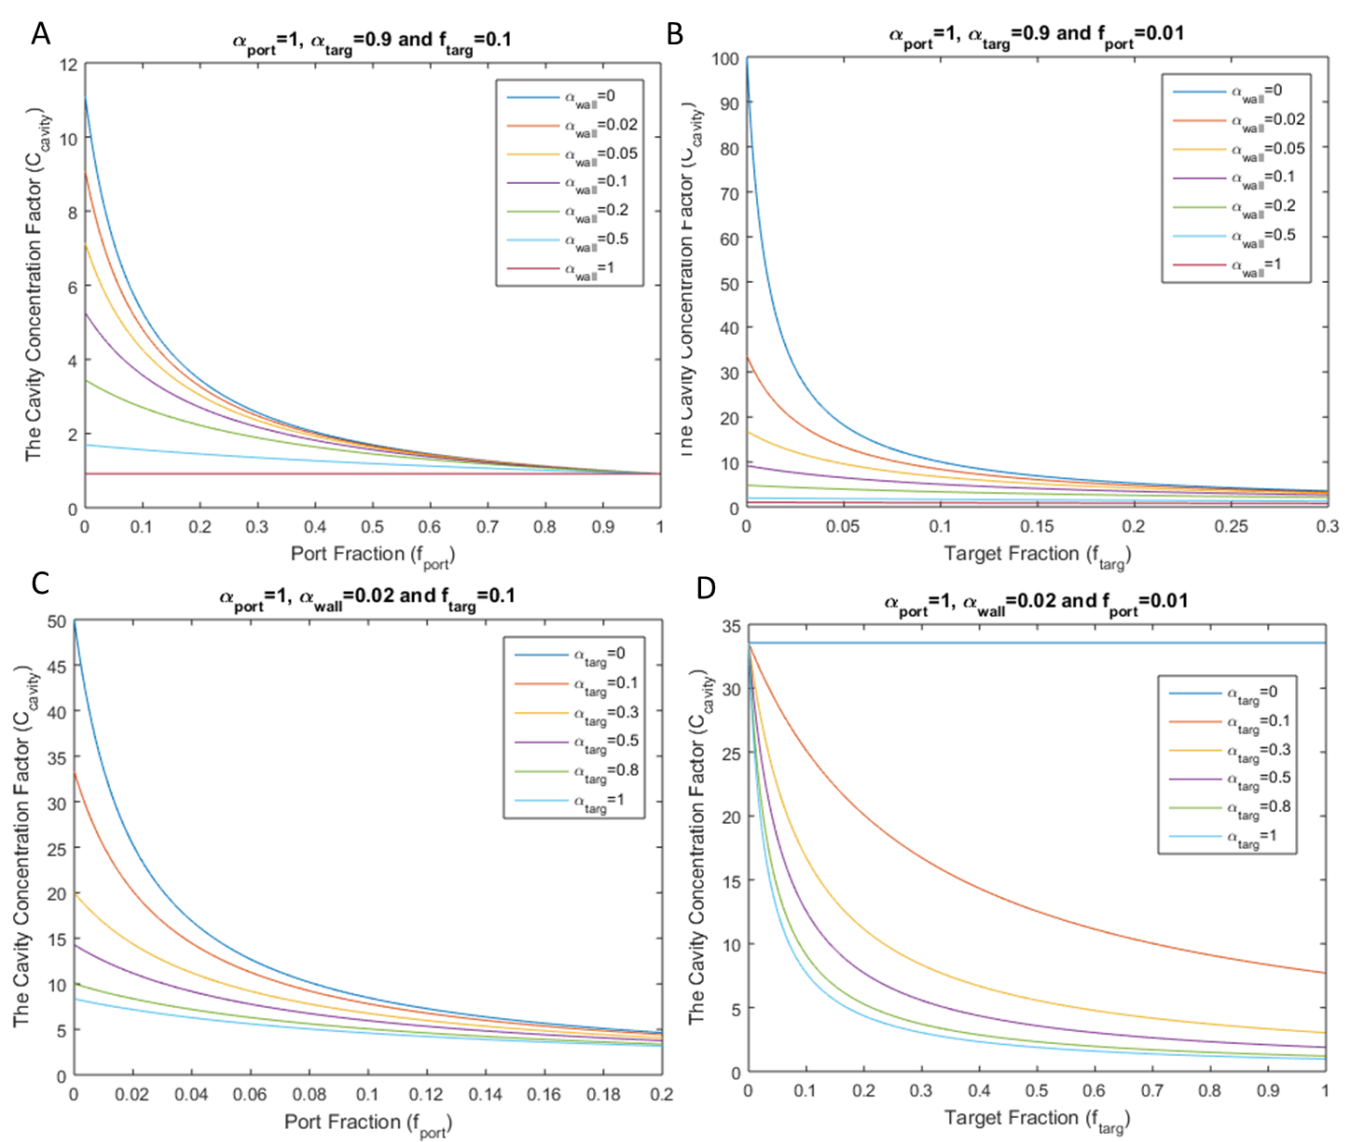 A
α_port=1, α_targ=0.9 and f_targ=0.1
The Cavity Concentration Factor (C_cavity)
12
10
8
6
4
2
0
α_wall=0
α_wall=0.02
α_wall=0.05
α_wall=0.1
α_wall=0.2
α_wall=0.5
α_wall=1
0 0.1 0.2 0.3 0.4 0.5 0.6 0.7 0.8 0.9 1
Port Fraction (f_port)
B
α_port=1, α_targ=0.9 and f_port=0.01
The Cavity Concentration Factor (C_cavity)
100
90
80
70
60
50
40
30
20
10
0
α_wall=0
α_wall=0.02
α_wall=0.05
α_wall=0.1
α_wall=0.2
α_wall=0.5
α_wall=1
0 0.05 0.1 0.15 0.2 0.25 0.3
Target Fraction (f_targ)
C
α_port=1, α_wall=0.02 and f_targ=0.1
The Cavity Concentration Factor (C_cavity)
50
45
40
35
30
25
20
15
10
5
0
α_targ=0
α_targ=0.1
α_targ=0.3
α_targ=0.5
α_targ=0.8
α_targ=1
0 0.02 0.04 0.06 0.08 0.1 0.12 0.14 0.16 0.18 0.2
Port Fraction (f_port)
D
α_port=1, α_wall=0.02 and f_port=0.01
The Cavity Concentration Factor (C_cavity)
35
30
25
20
15
10
5
0
α_targ=0
α_targ=0.1
α_targ=0.3
α_targ=0.5
α_targ=0.8
α_targ=1
0 0.1 0.2 0.3 0.4 0.5 0.6 0.7 0.8 0.9 1
Target Fraction (f_targ)